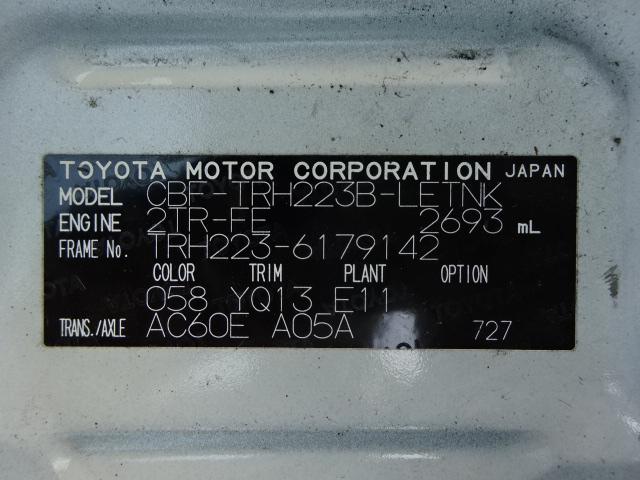 TOYOTA MOTOR CORPORATION JAPAN
MODEL CBF-TRH223B-LETNK
ENGINE 2TR-FE 2693 mL
FRAME No. TRH223-6179142
COLOR TRIM PLANT OPTION
058 YQ13 E11
TRANS./AXLE AC60E A05A 727